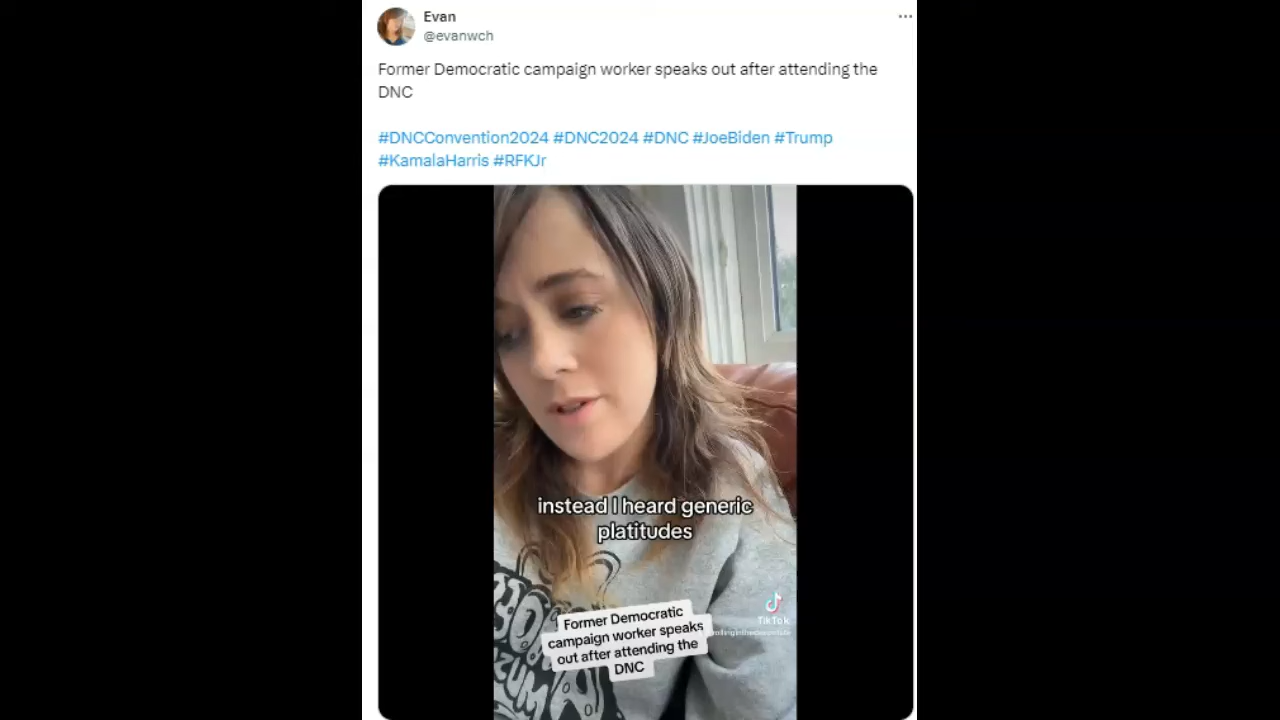 Evan
@evanwch
Former Democratic campaign worker speaks out after attending the
DNC
#DNCConvention2024 #DNC2024 #DNC #JoeBiden #Trump
#KamalaHarris #RFKJr
instead I heard generic
platitudes
Former Democratic
campaign worker speaks
out after attending the
DNC
TikTok